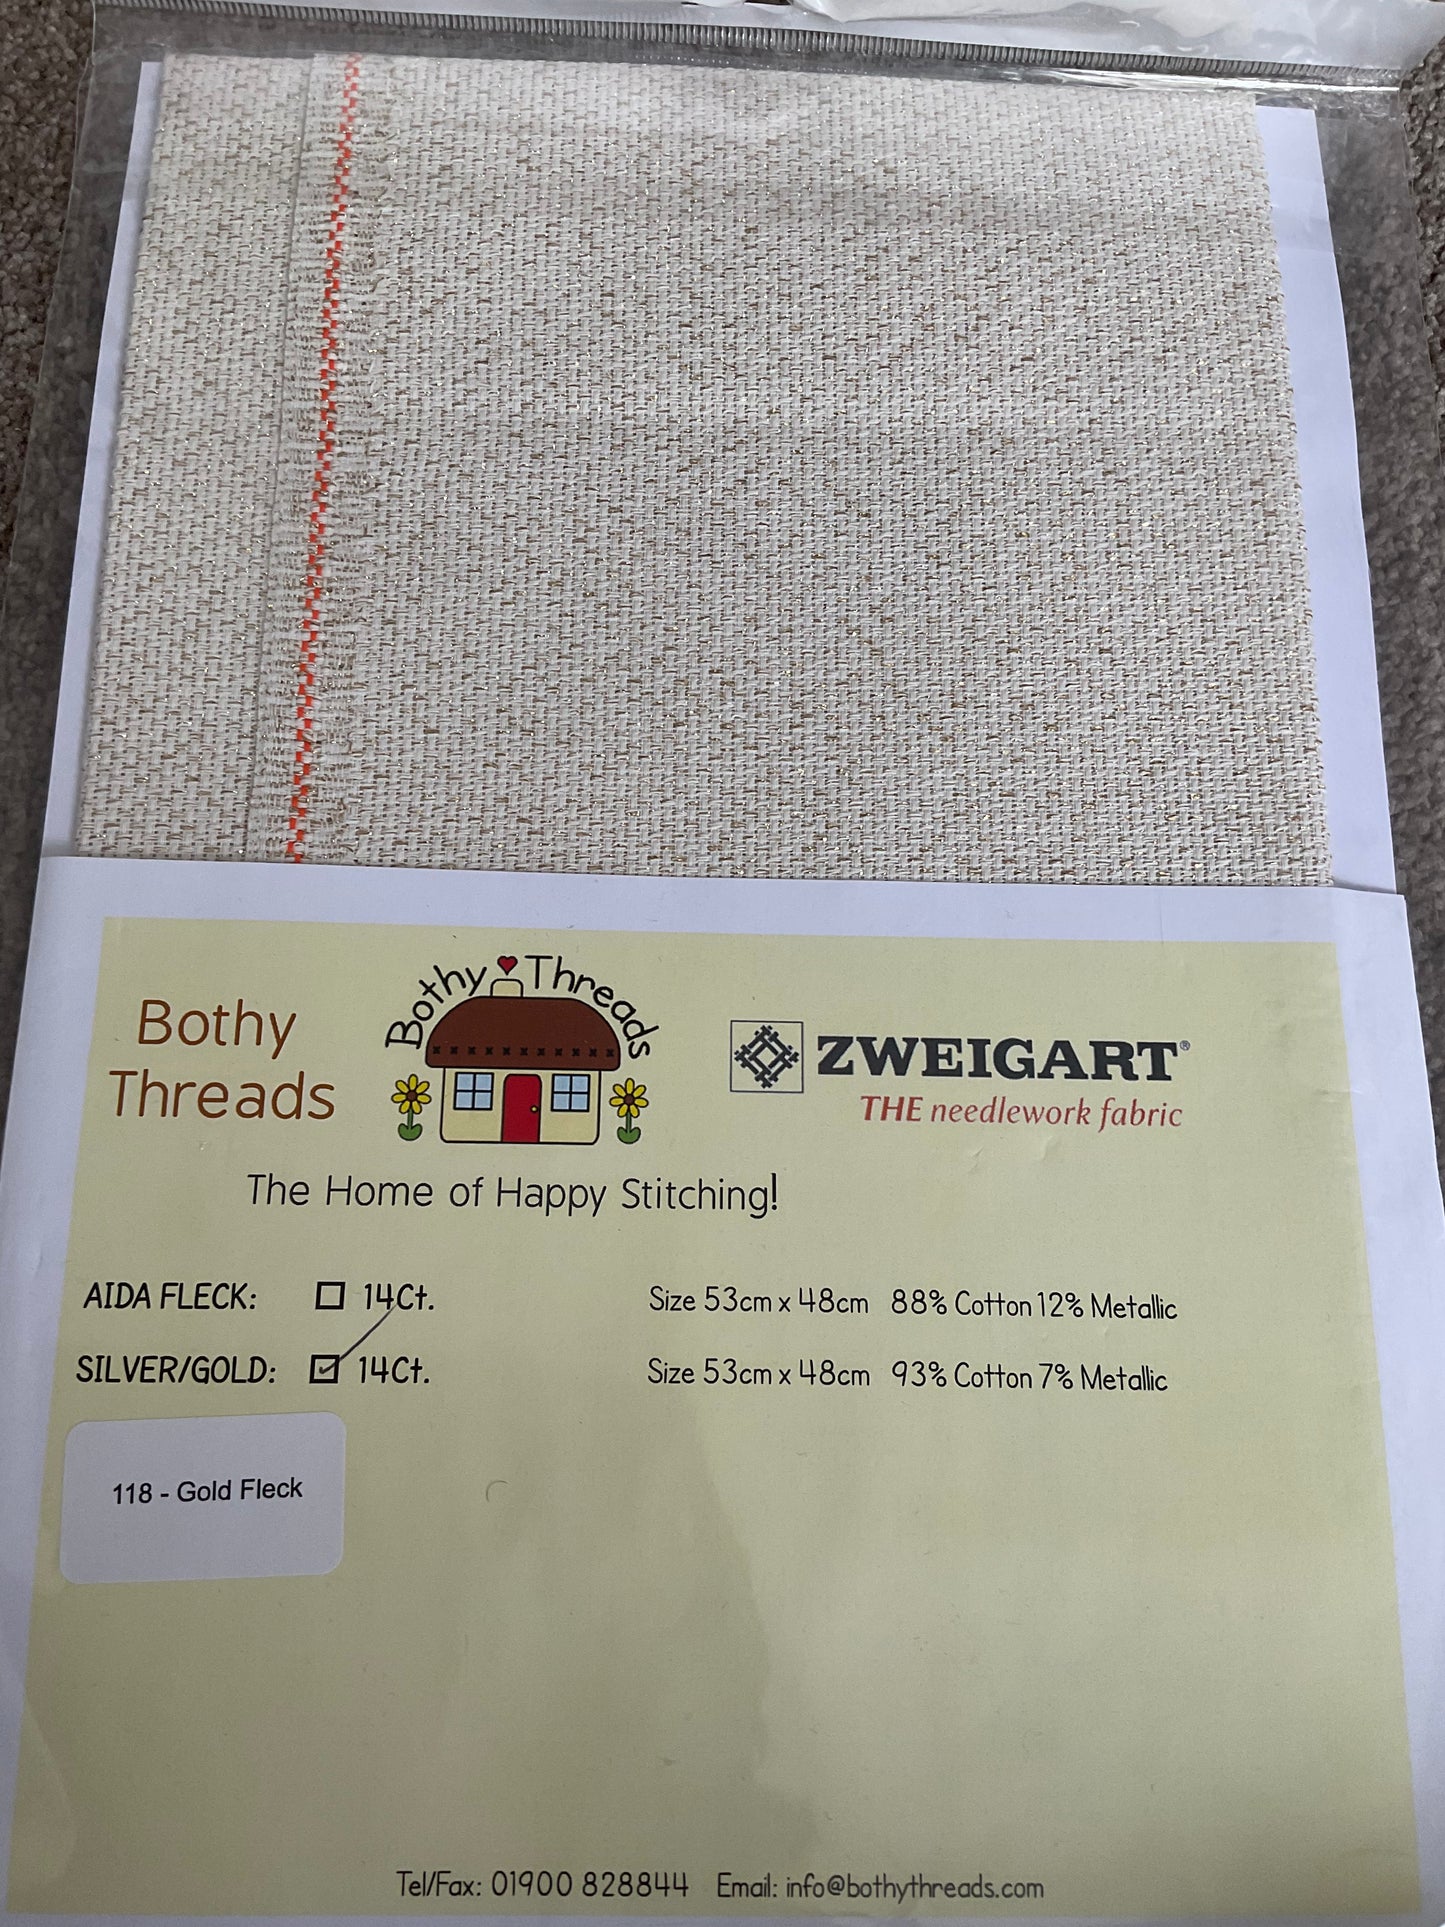 Bothy Threads
Bothy
Threads
ZWEIGART®
THE needlework fabric
The Home of Happy Stitching!
AIDA FLECK: 14Ct. Size 53cm x 48cm 88% Cotton 12% Metallic
SILVER/GOLD: 14Ct. Size 53cm x 48cm 93% Cotton 7% Metallic
118 - Gold Fleck
Tel/Fax: 01900 828844 Email: info@bothythreads.com